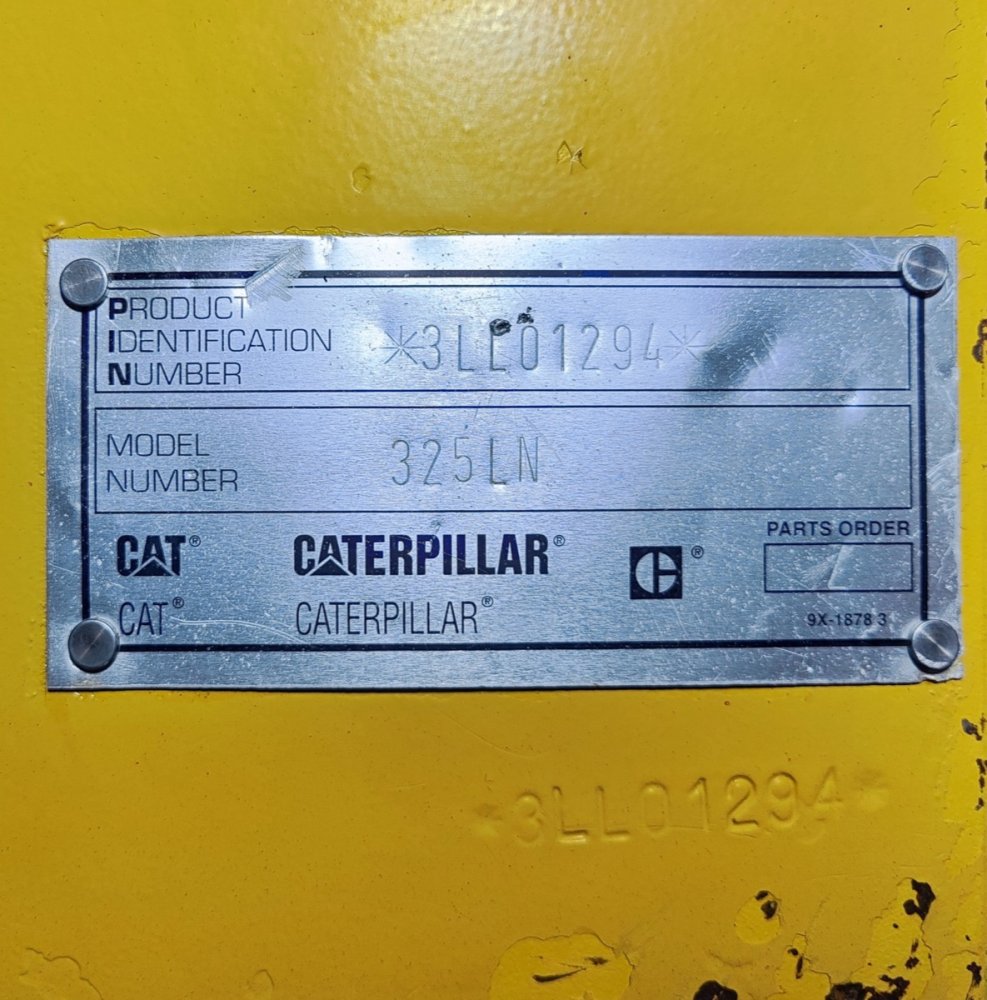 PRODUCT
IDENTIFICATION
NUMBER
*3LL01294*
MODEL
NUMBER
325LN
CAT®
CATERPILLAR®
C®
PARTS ORDER
CAT®
CATERPILLAR®
9X-1878 3
*3LL01294*